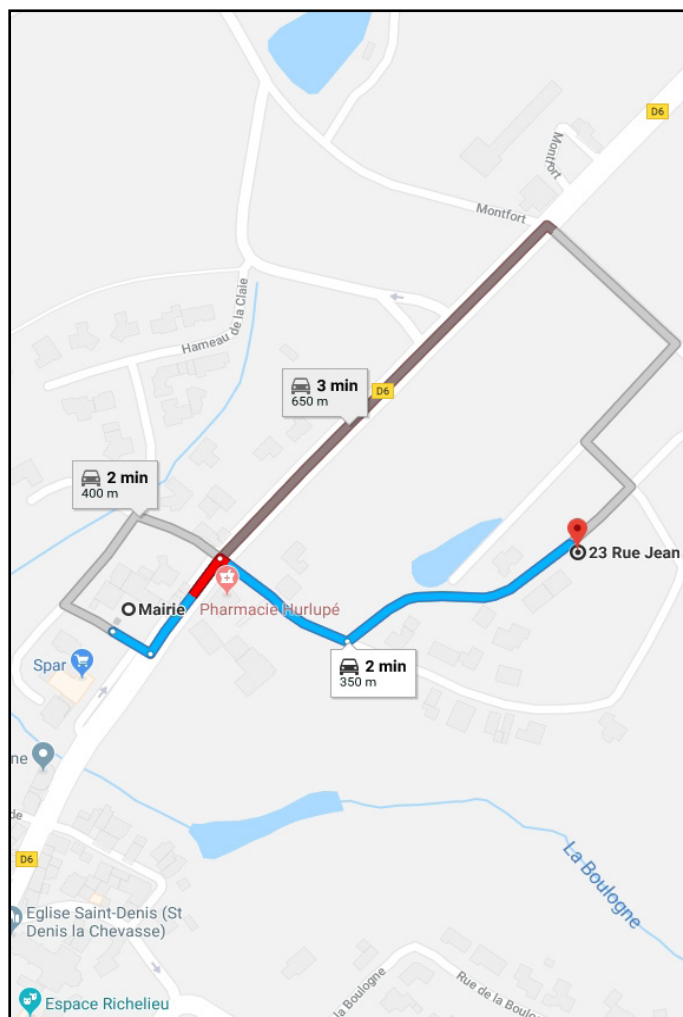 D6
Montfort
Montfort
Hameau de la Claie
3 min
650 m
D6
2 min
400 m
23 Rue Jean
Mairie
Pharmacie Hurlupé
Spar
2 min
350 m
ne
de
D6
La Boulogne
Eglise Saint-Denis (St
Denis la Chevasse)
la Boulogne
Rue de la Boulo
Espace Richelieu